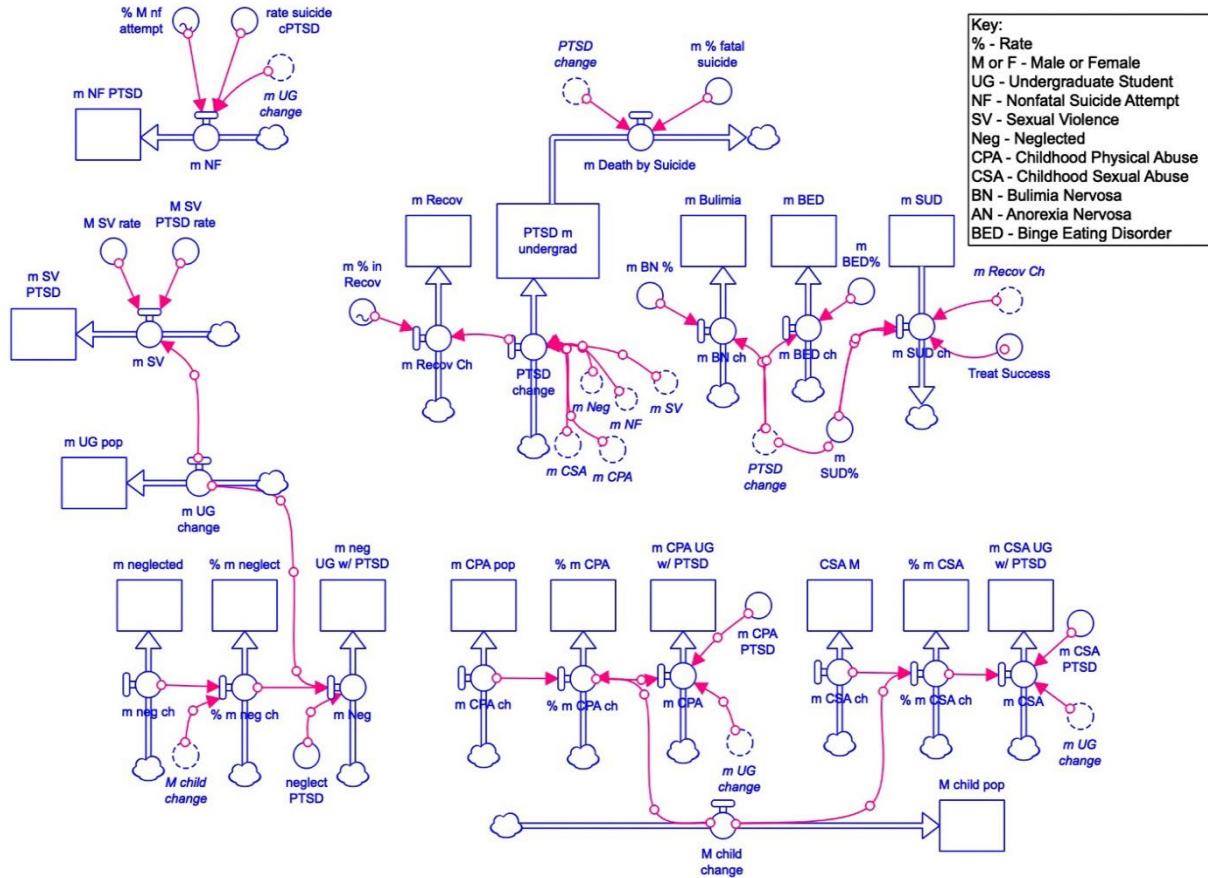 % M nf
attempt
rate suicide
cPTSD
m UG
change
m NF PTSD
m NF
PTSD
change
m % fatal
suicide
m Death by Suicide
Key:
% - Rate
M or F - Male or Female
UG - Undergraduate Student
NF - Nonfatal Suicide Attempt
SV - Sexual Violence
Neg - Neglected
CPA - Childhood Physical Abuse
CSA - Childhood Sexual Abuse
BN - Bulimia Nervosa
AN - Anorexia Nervosa
BED - Binge Eating Disorder
M SV rate
M SV
PTSD rate
m SV
PTSD
m SV
m Recov
PTSD m
undergrad
m Bulimia
m BED
m SUD
m % in
Recov
m BN %
m
BED%
m Recov Ch
m Recov Ch
PTSD
change
m Neg
m NF
m SV
m CSA
m CPA
m BN ch
m BED ch
m SUD ch
Treat Success
PTSD
change
m
SUD%
m UG pop
m UG
change
m neglected
% m neglect
m neg
UG w/ PTSD
m neg ch
% m neg ch
m Neg
M child
change
neglect
PTSD
m CPA pop
% m CPA
m CPA UG
w/ PTSD
m CPA
PTSD
m CPA ch
% m CPA ch
m CPA
m UG
change
CSA M
% m CSA
m CSA UG
w/ PTSD
m CSA
PTSD
m CSA ch
% m CSA ch
m CSA
m UG
change
M child
change
M child pop